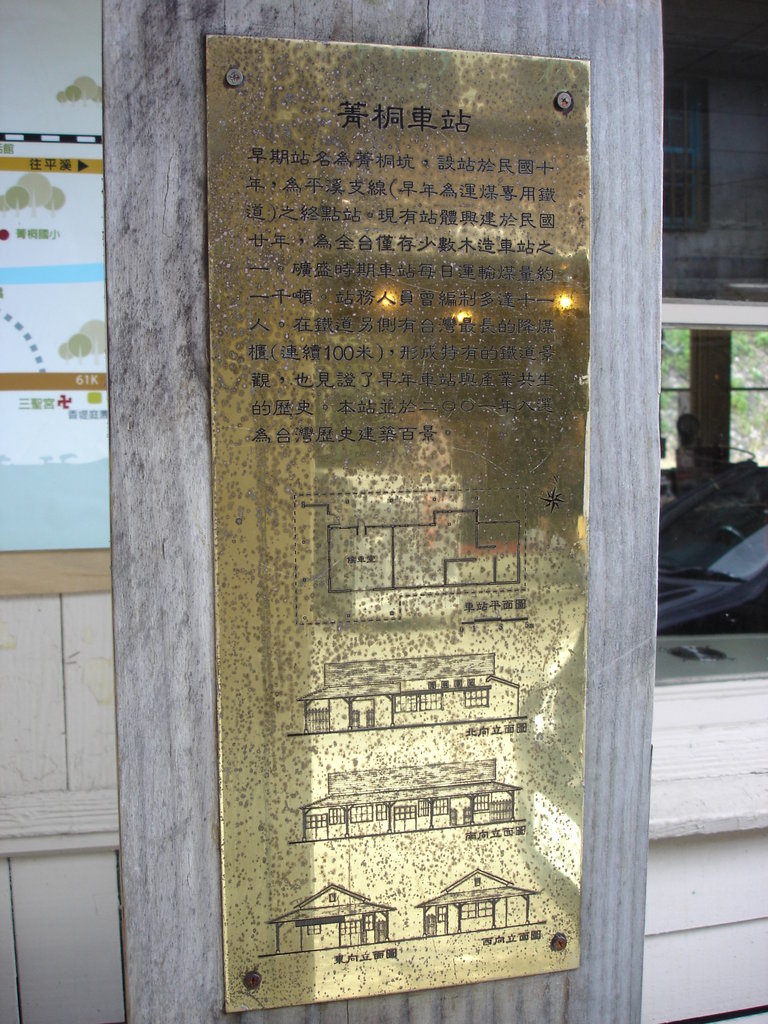 菁桐車站
早期站名為菁桐坑，設站於民國十
年，為平溪支線(早年為運煤專用鐵
道)之終點站。現有站體興建於民國
廿年，為全台僅存少數木造車站之
一。礦盛時期車站每日運輸煤量約
一千頓。站務人員曾編制多達十一
人。在鐵道另側有台灣最長的降煤
櫃(連續100米)，形成特有的鐵道景
觀，也見證了早年車站與產業共生
的歷史。本站並於二〇〇一年入選
為台灣歷史建築百景。
候車室
車站平面圖
北向立面圖
南向立面圖
東向立面圖
西向立面圖
往平溪
菁桐國小
61K
三聖宮